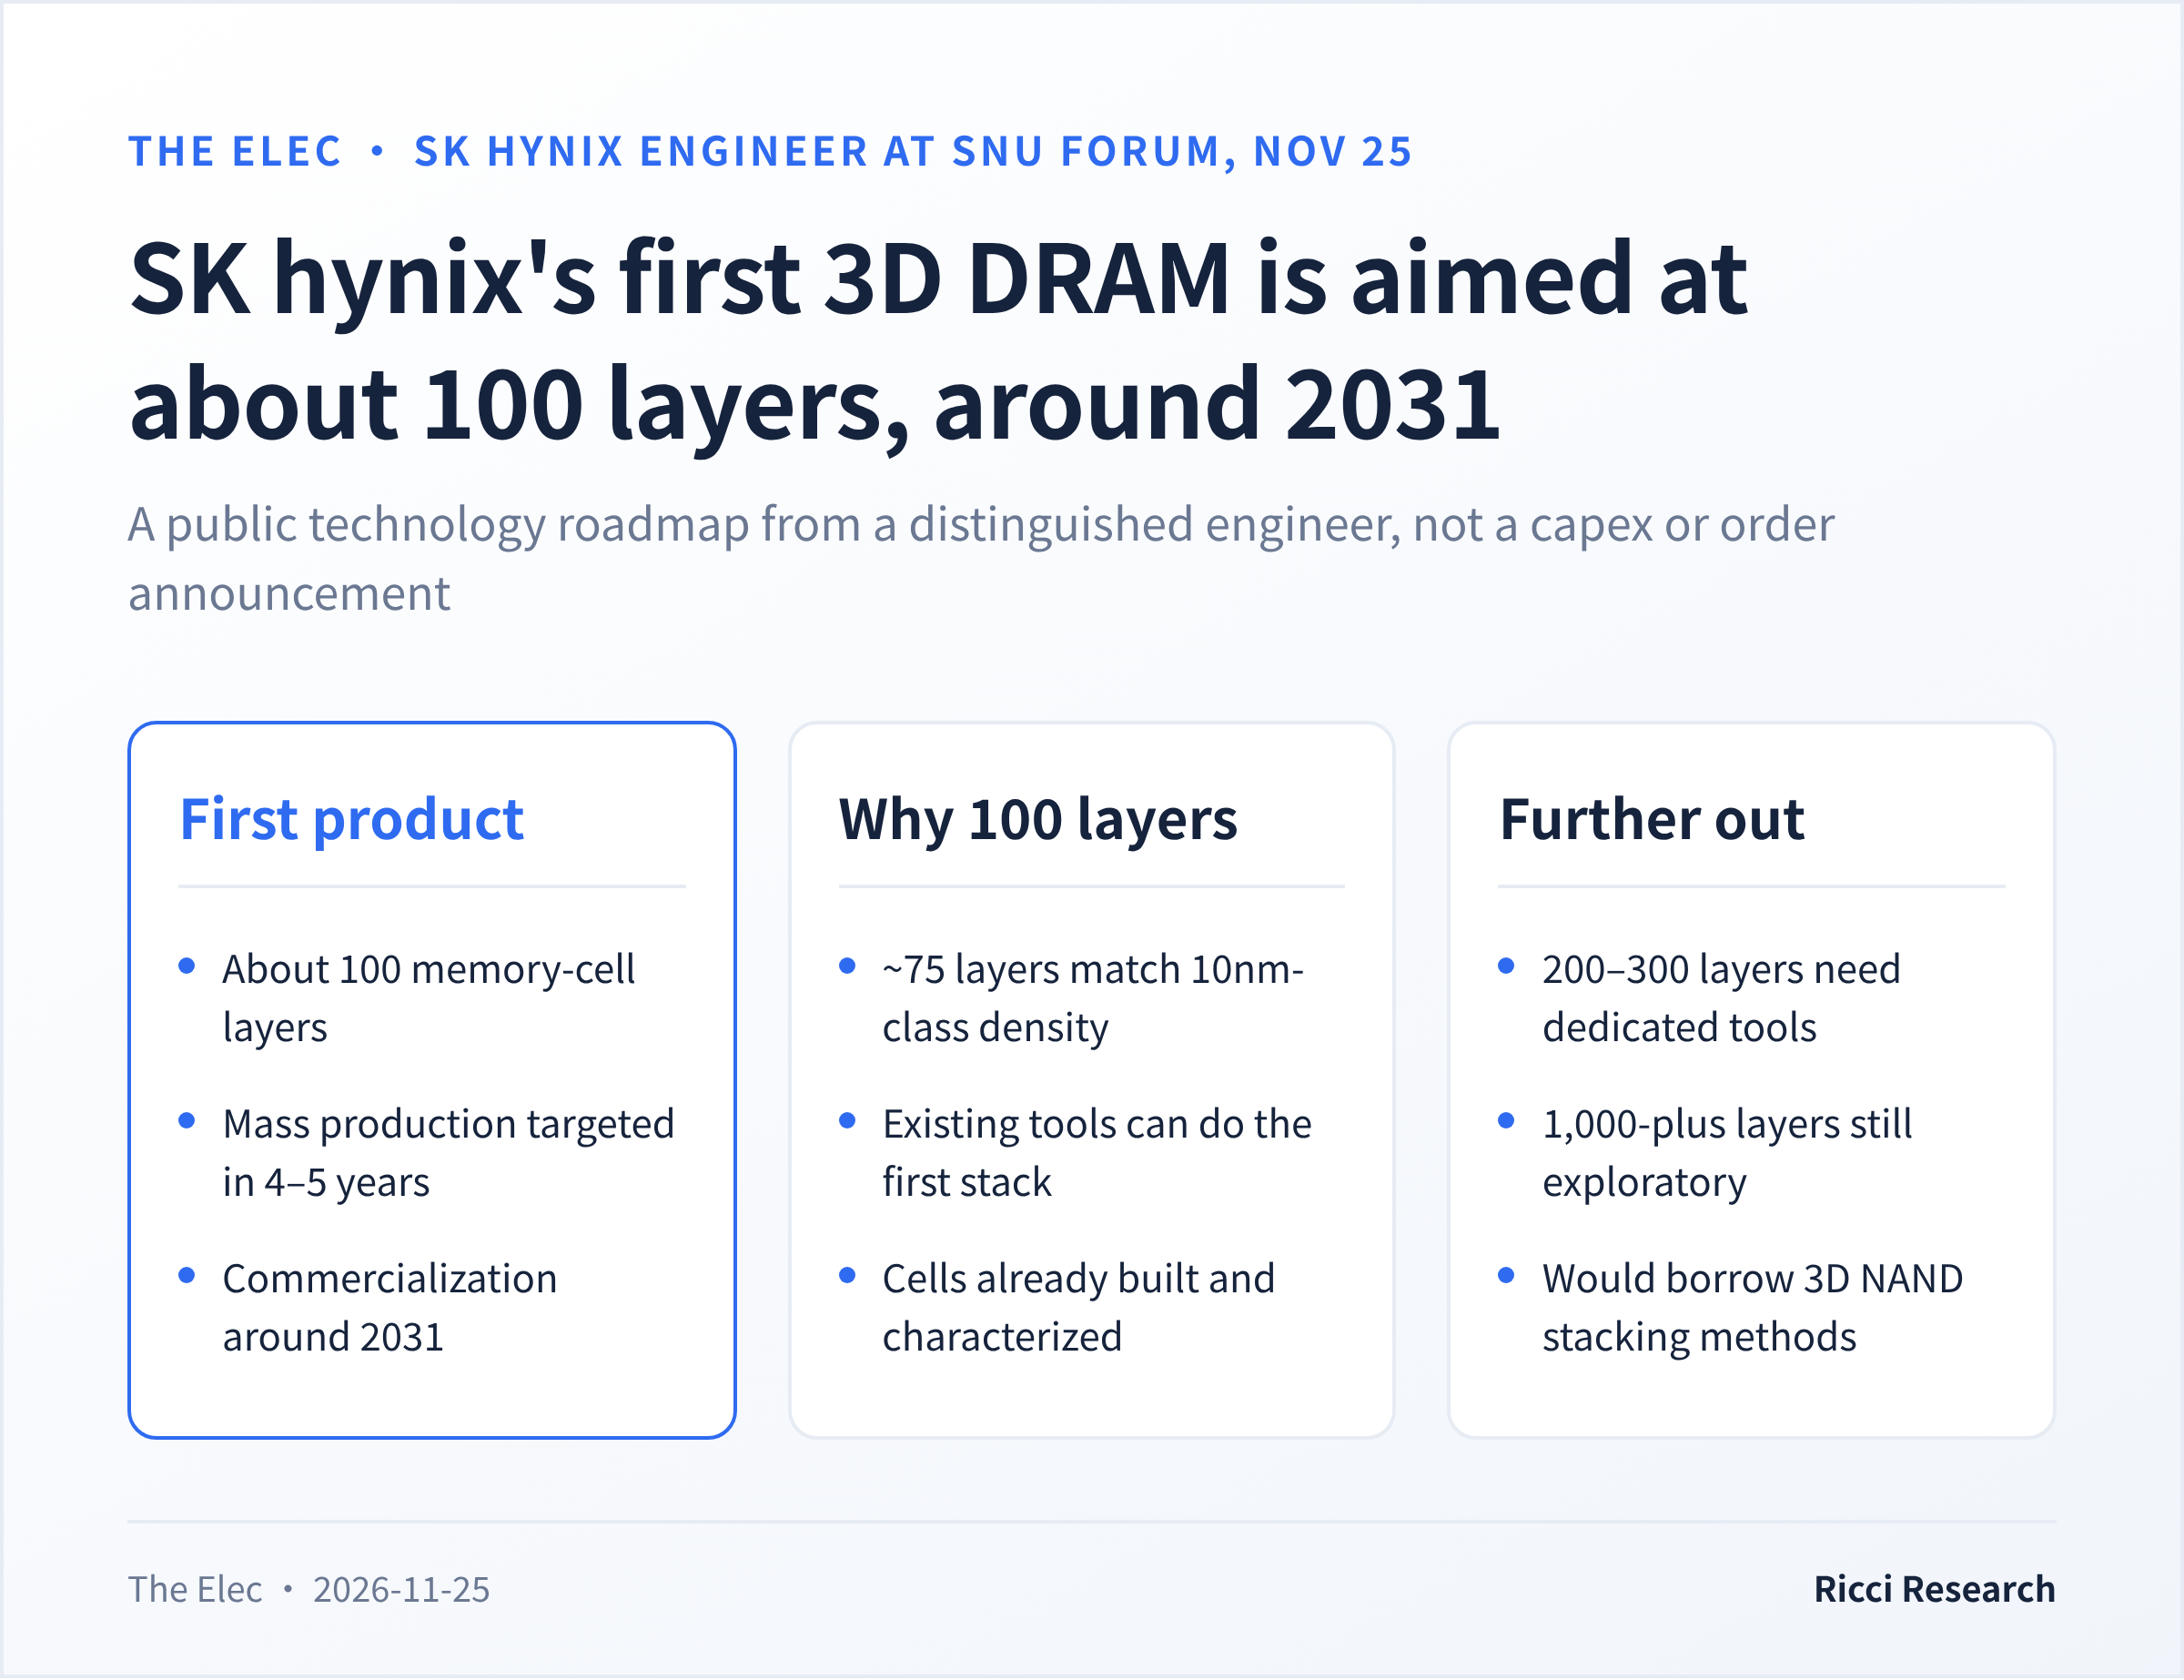 THE ELEC • SK HYNIX ENGINEER AT SNU FORUM, NOV 25
SK hynix's first 3D DRAM is aimed at
about 100 layers, around 2031
A public technology roadmap from a distinguished engineer, not a capex or order
announcement
First product
• About 100 memory-cell
layers
• Mass production targeted
in 4–5 years
• Commercialization
around 2031
Why 100 layers
• ~75 layers match 10nm-
class density
• Existing tools can do the
first stack
• Cells already built and
characterized
Further out
• 200–300 layers need
dedicated tools
• 1,000-plus layers still
exploratory
• Would borrow 3D NAND
stacking methods
The Elec • 2026-11-25
Ricci Research